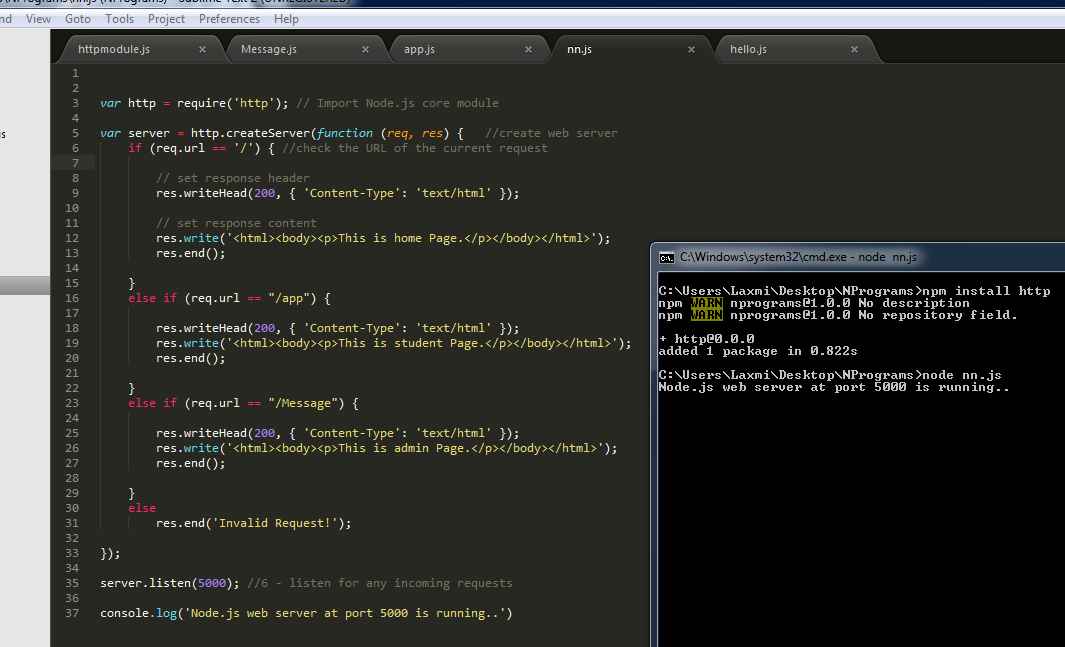 View Goto Tools Project Preferences Help
httpmodule.js × Message.js × app.js × nn.js × hello.js ×
1
2
3 var http = require('http'); // Import Node.js core module
4
5 var server = http.createServer(function (req, res) { //create web server
6 if (req.url == '/') { //check the URL of the current request
7
8 // set response header
9 res.writeHead(200, { 'Content-Type': 'text/html' });
10
11 // set response content
12 res.write('<html><body><p>This is home Page.</p></body></html>');
13 res.end();
14
15 }
16 else if (req.url == "/app") {
17
18 res.writeHead(200, { 'Content-Type': 'text/html' });
19 res.write('<html><body><p>This is student Page.</p></body></html>');
20 res.end();
21
22 }
23 else if (req.url == "/Message") {
24
25 res.writeHead(200, { 'Content-Type': 'text/html' });
26 res.write('<html><body><p>This is admin Page.</p></body></html>');
27 res.end();
28
29 }
30 else
31 res.end('Invalid Request!');
32
33 });
34
35 server.listen(5000); //6 - listen for any incoming requests
36
37 console.log('Node.js web server at port 5000 is running..')
C:\Windows\system32\cmd.exe - node nn.js
C:\Users\Laxmi\Desktop\NPrograms>npm install http
npm WARN nprograms@1.0.0 No description
npm WARN nprograms@1.0.0 No repository field.
+ http@0.0.0
added 1 package in 0.822s
C:\Users\Laxmi\Desktop\NPrograms>node nn.js
Node.js web server at port 5000 is running..